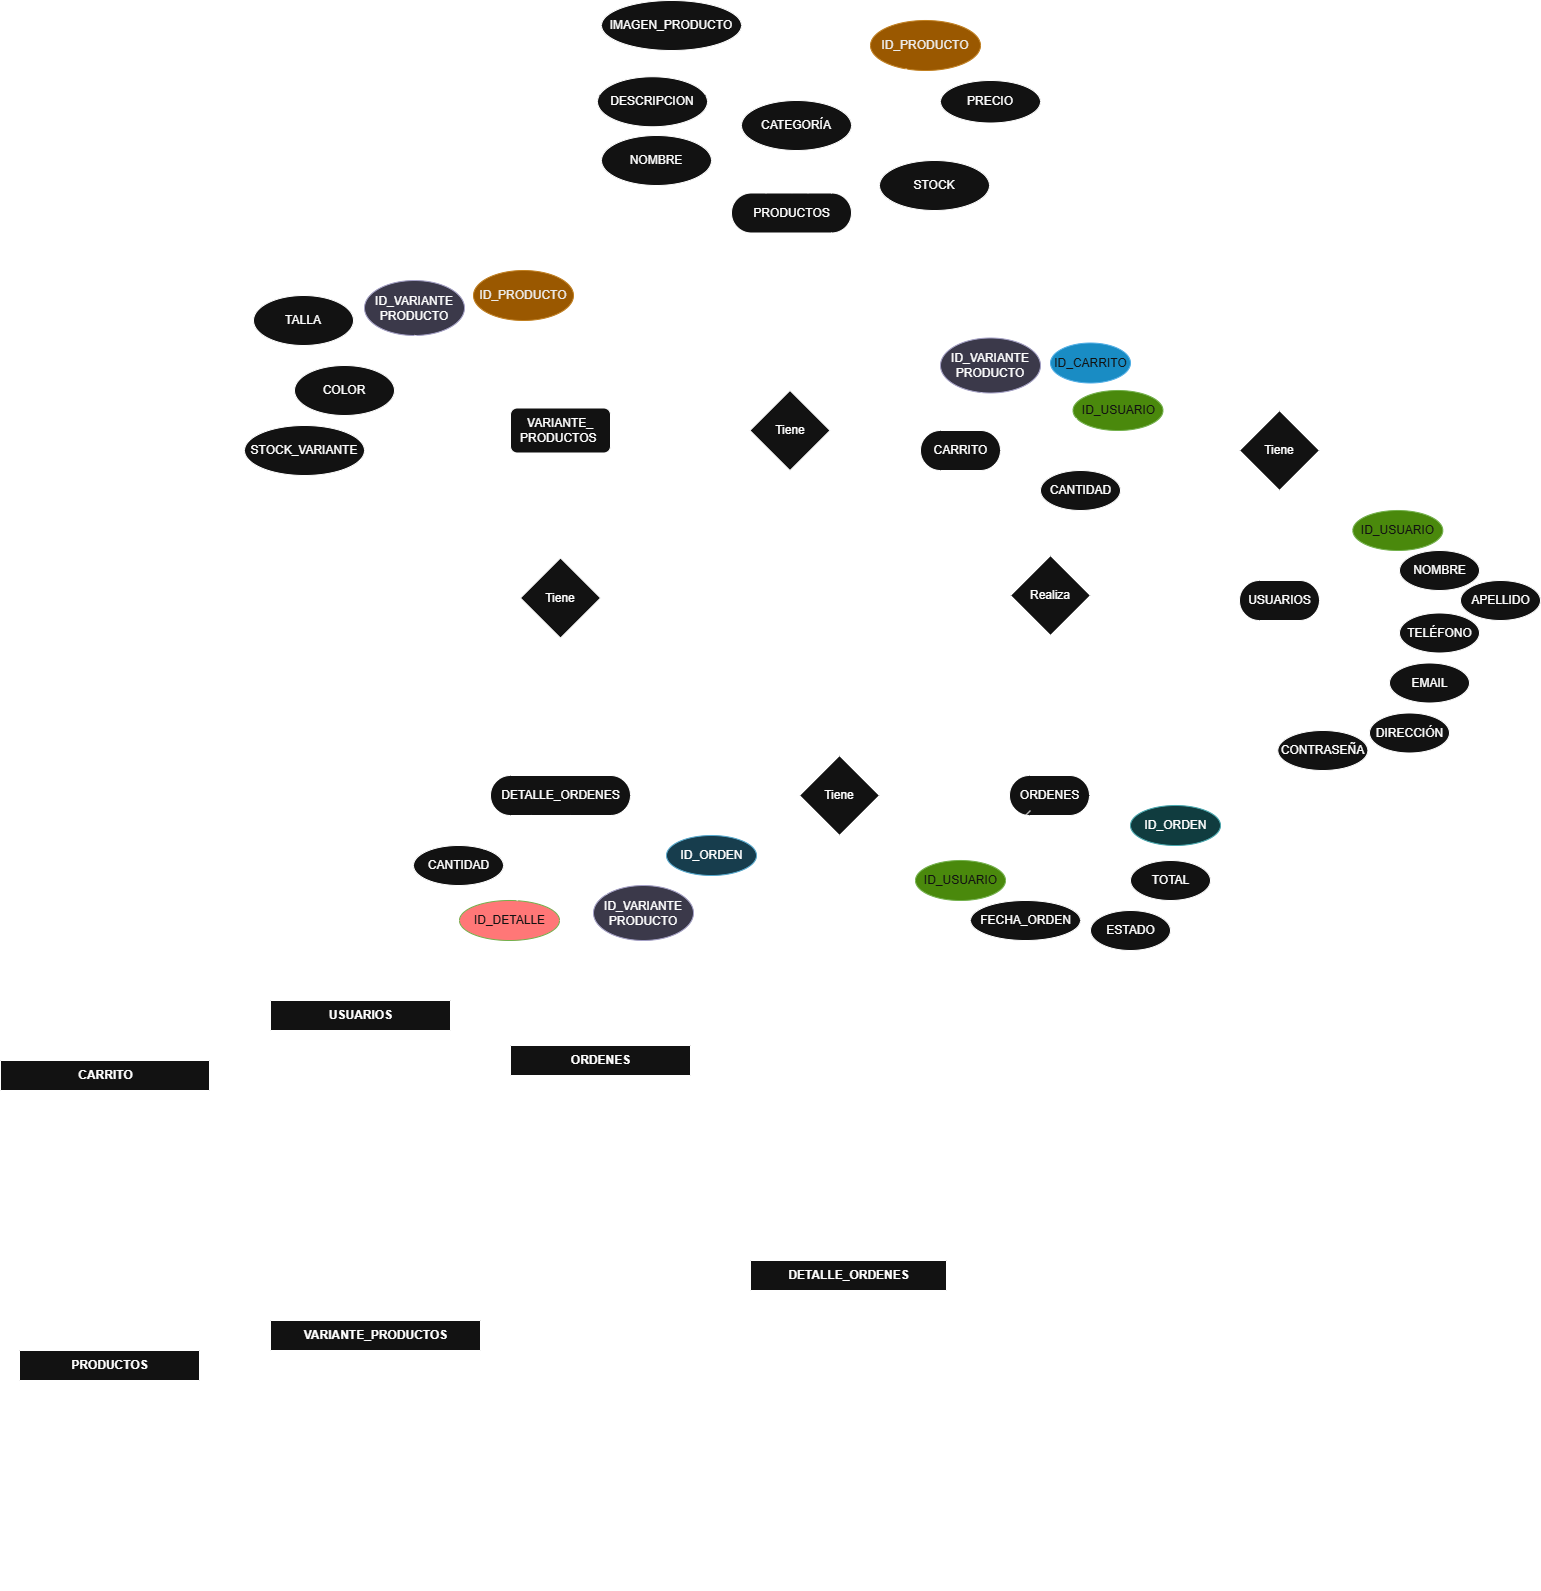 IMAGEN_PRODUCTO
ID_PRODUCTO
DESCRIPCION
PRECIO
CATEGORÍA
NOMBRE
STOCK
PRODUCTOS
TALLA
ID_VARIANTE
PRODUCTO
ID_PRODUCTO
COLOR
STOCK_VARIANTE
VARIANTE_
PRODUCTOS
Tiene
ID_VARIANTE
PRODUCTO
ID_CARRITO
ID_USUARIO
CARRITO
CANTIDAD
Tiene
Tiene
Realiza
USUARIOS
ID_USUARIO
NOMBRE
APELLIDO
TELÉFONO
EMAIL
DIRECCIÓN
CONTRASEÑA
DETALLE_ORDENES
Tiene
ORDENES
CANTIDAD
ID_ORDEN
ID_DETALLE
ID_VARIANTE
PRODUCTO
ID_ORDEN
ID_USUARIO
TOTAL
FECHA_ORDEN
ESTADO
USUARIOS
ORDENES
CARRITO
DETALLE_ORDENES
VARIANTE_PRODUCTOS
PRODUCTOS